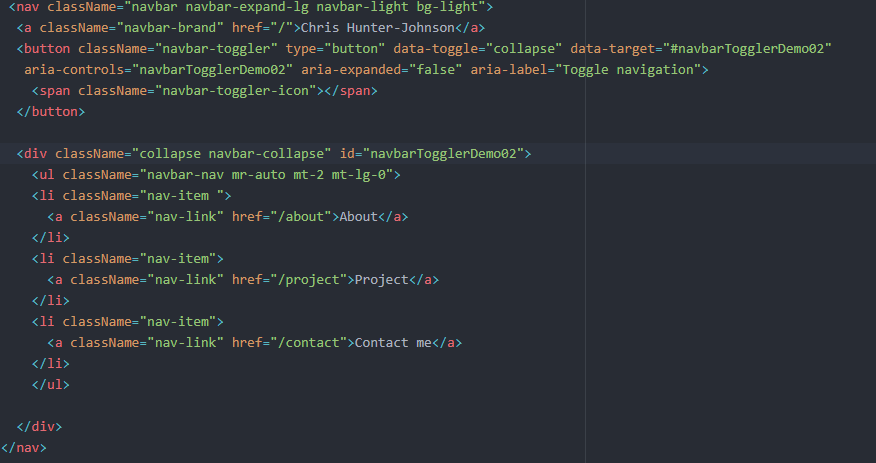 <nav className="navbar navbar-expand-lg navbar-light bg-light">
<a className="navbar-brand" href="/">Chris Hunter-Johnson</a>
<button className="navbar-toggler" type="button" data-toggle="collapse" data-target="#navbarTogglerDemo02"
aria-controls="navbarTogglerDemo02" aria-expanded="false" aria-label="Toggle navigation">
<span className="navbar-toggler-icon"></span>
</button>
<div className="collapse navbar-collapse" id="navbarTogglerDemo02">
<ul className="navbar-nav mr-auto mt-2 mt-lg-0">
<li className="nav-item ">
<a className="nav-link" href="/about">About</a>
</li>
<li className="nav-item">
<a className="nav-link" href="/project">Project</a>
</li>
<li className="nav-item">
<a className="nav-link" href="/contact">Contact me</a>
</li>
</ul>
</div>
</nav>